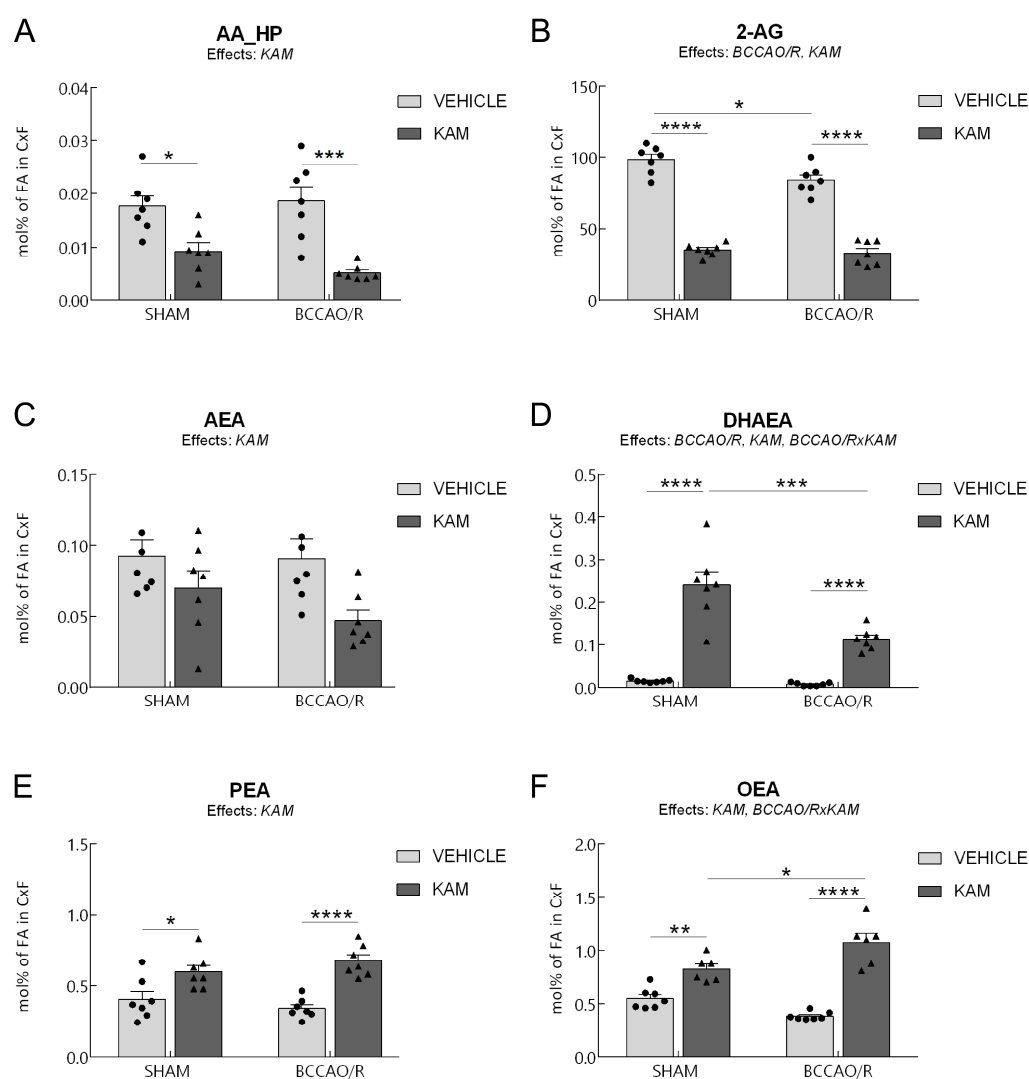 A
AA_HP
Effects: KAM
mol% of FA in CxF
0.04
0.03
0.02
0.01
0.00
*
***
SHAM
BCCAO/R
VEHICLE
KAM
B
2-AG
Effects: BCCAO/R, KAM
mol% of FA in CxF
150
100
50
0
*
****
****
SHAM
BCCAO/R
VEHICLE
KAM
C
AEA
Effects: KAM
mol% of FA in CxF
0.15
0.10
0.05
0.00
SHAM
BCCAO/R
VEHICLE
KAM
D
DHAEA
Effects: BCCAO/R, KAM, BCCAO/RxKAM
mol% of FA in CxF
0.5
0.4
0.3
0.2
0.1
0.0
****
***
****
SHAM
BCCAO/R
VEHICLE
KAM
E
PEA
Effects: KAM
mol% of FA in CxF
1.5
1.0
0.5
0.0
*
****
SHAM
BCCAO/R
VEHICLE
KAM
F
OEA
Effects: KAM, BCCAO/RxKAM
mol% of FA in CxF
2.0
1.5
1.0
0.5
0.0
*
****
**
SHAM
BCCAO/R
VEHICLE
KAM